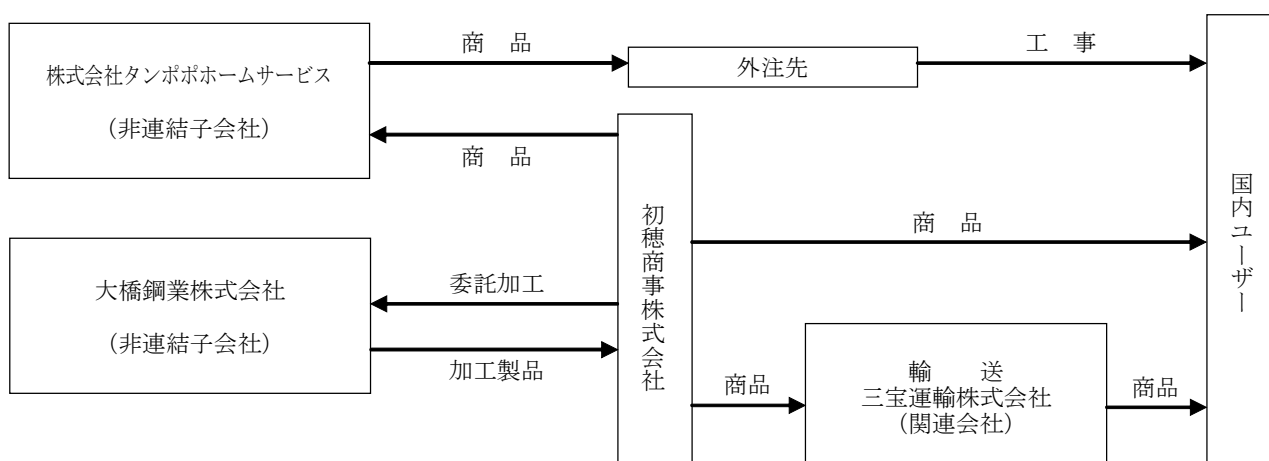 株式会社タンポポホームサービス
（非連結子会社）
商　品
外注先
工　事
商　品
初穂商事株式会社
商　品
国内ユーザー
大橋鋼業株式会社
（非連結子会社）
委託加工
加工製品
商品
輸　　送
三宝運輸株式会社
（関連会社）
商品